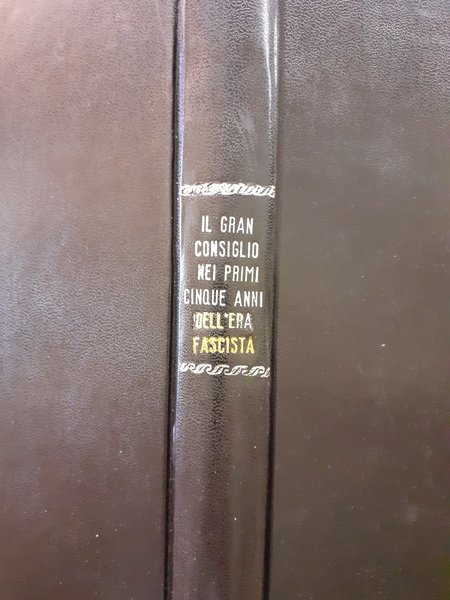 IL GRAN
CONSIGLIO
NEI PRIMI
CINQUE ANNI
DELL'ERA
FASCISTA